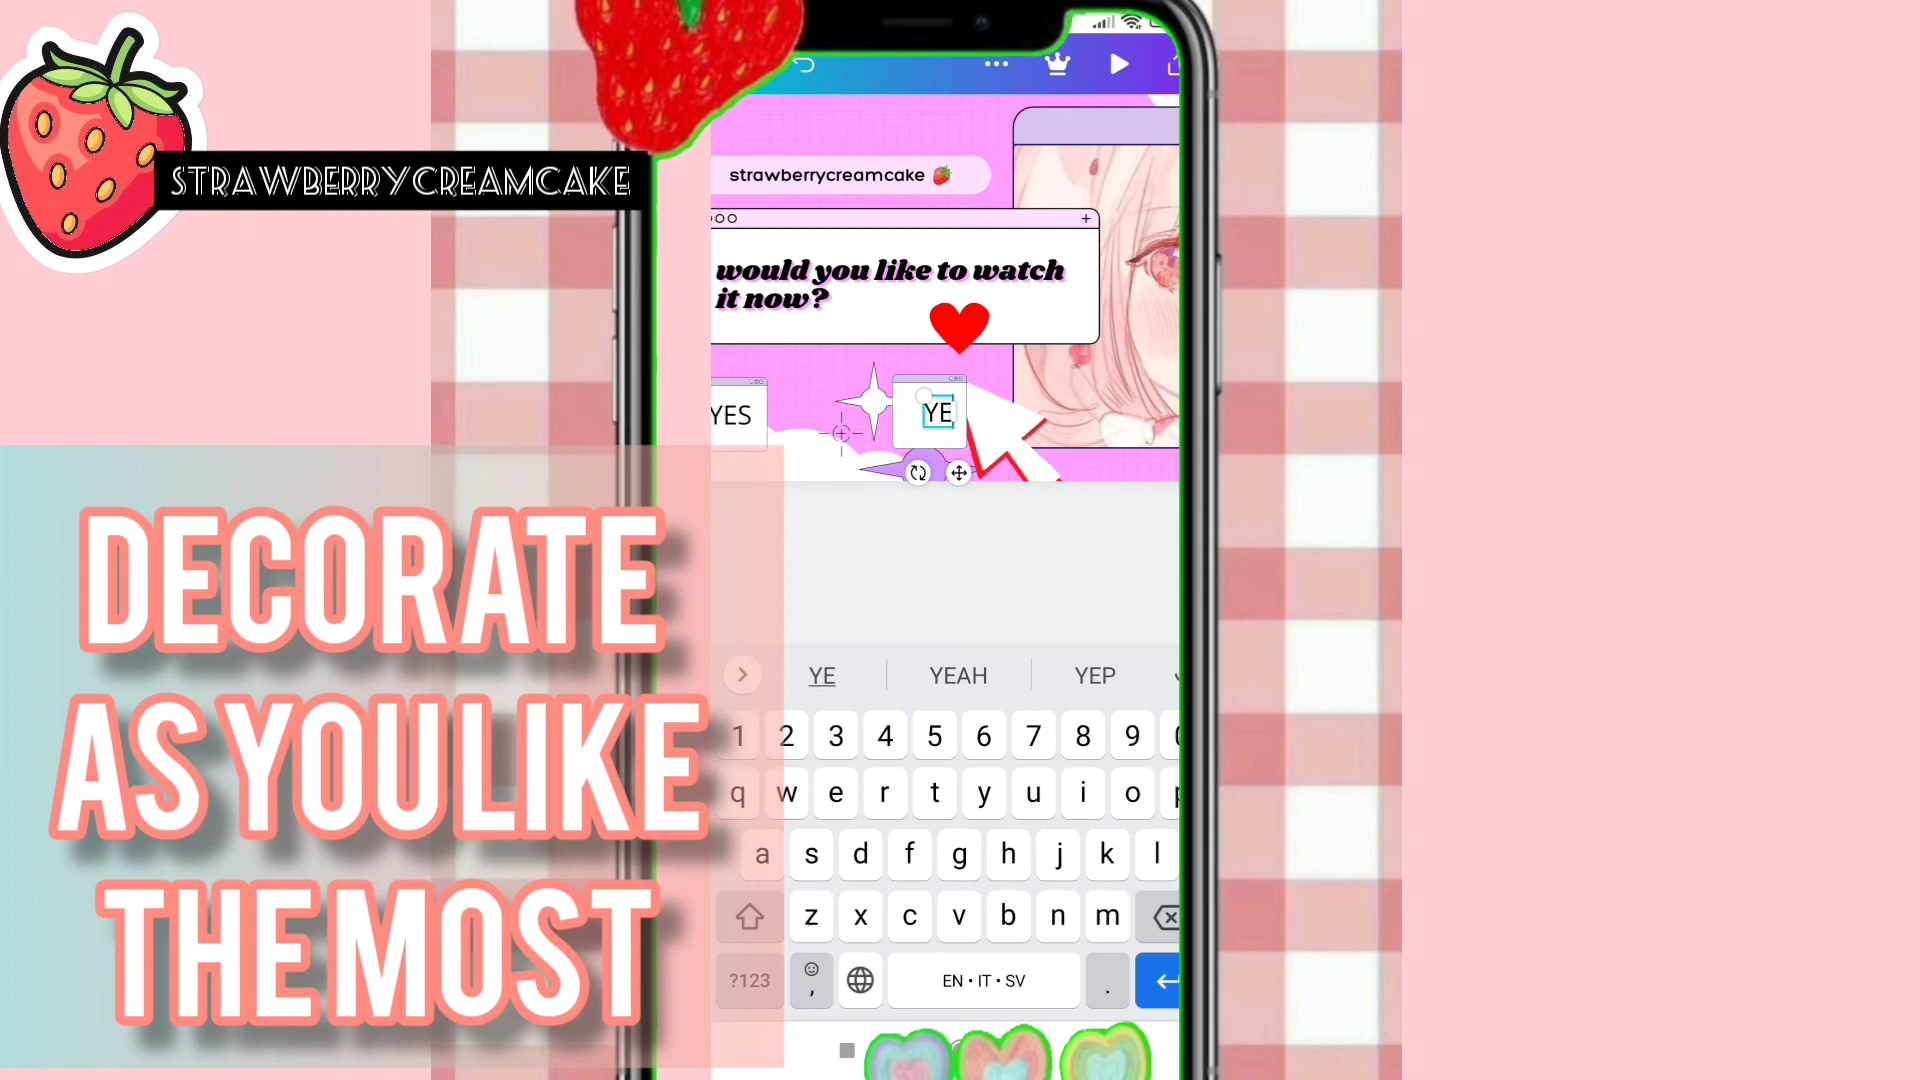 STRAWBERRYCREAMCAKE
strawberrycreamcake 🍓
would you like to watch
it now?
YES
YE
DECORATE
AS YOU LIKE
THE MOST
YE YEAH YEP
1 2 3 4 5 6 7 8 9 0
q w e r t y u i o p
a s d f g h j k l
z x c v b n m
?123 , EN • IT • SV .